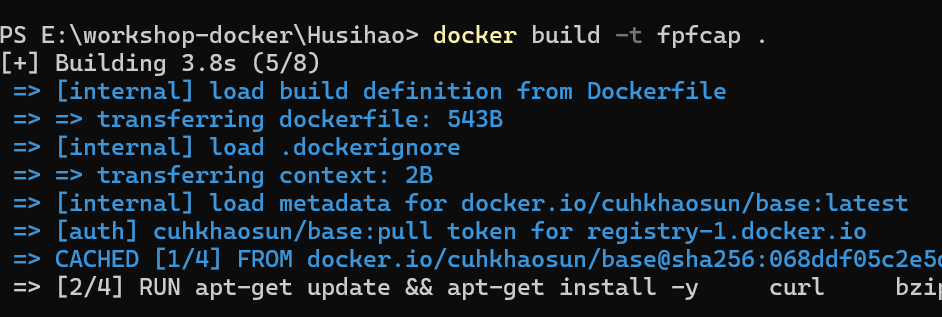 PS E:\workshop-docker\Husihao> docker build -t fpfcap .
[+] Building 3.8s (5/8)
=> [internal] load build definition from Dockerfile
=> => transferring dockerfile: 543B
=> [internal] load .dockerignore
=> => transferring context: 2B
=> [internal] load metadata for docker.io/cuhkhaosun/base:latest
=> [auth] cuhkhaosun/base:pull token for registry-1.docker.io
=> CACHED [1/4] FROM docker.io/cuhkhaosun/base@sha256:068ddf05c2e5
=> [2/4] RUN apt-get update && apt-get install -y     curl     bzip